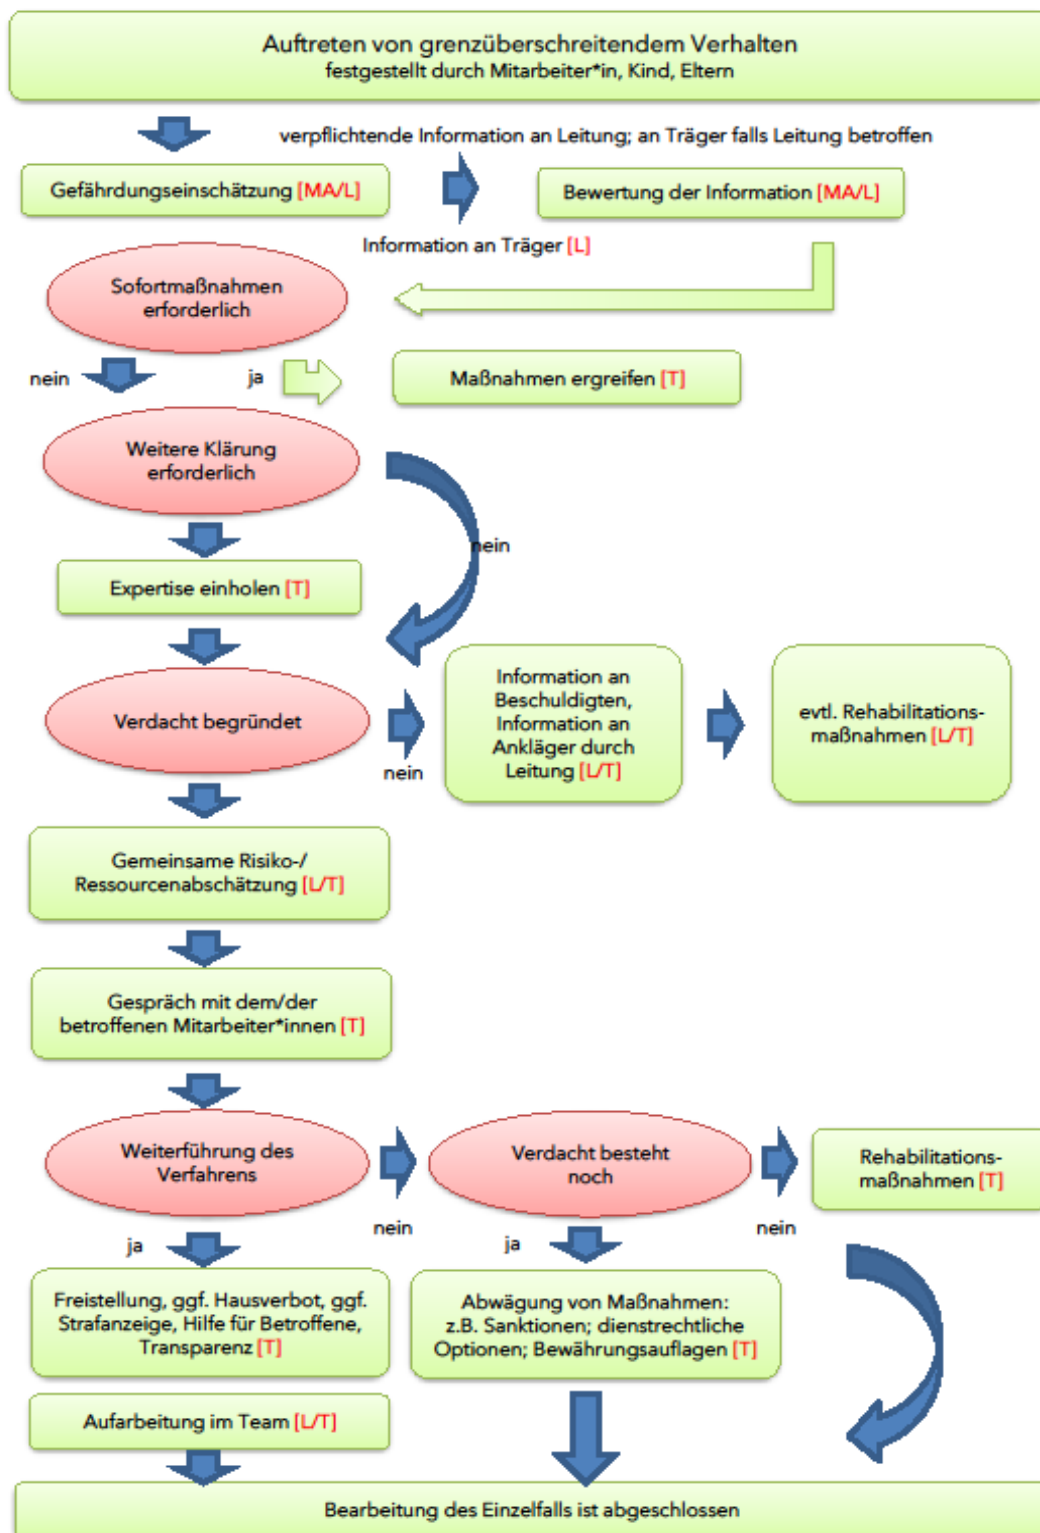 Auftreten von grenzüberschreitendem Verhalten
festgestellt durch Mitarbeiter*in, Kind, Eltern
verpflichtende Information an Leitung; an Träger falls Leitung betroffen
Gefährdungseinschätzung [MA/L]
Bewertung der Information [MA/L]
Information an Träger [L]
Sofortmaßnahmen
erforderlich
nein
ja
Maßnahmen ergreifen [T]
Weitere Klärung
erforderlich
nein
Expertise einholen [T]
Verdacht begründet
nein
Information an
Beschuldigten,
Information an
Ankläger durch
Leitung [L/T]
evtl. Rehabilitations-
maßnahmen [L/T]
Gemeinsame Risiko-/
Ressourcenabschätzung [L/T]
Gespräch mit dem/der
betroffenen Mitarbeiter*innen [T]
Weiterführung des
Verfahrens
nein
Verdacht besteht
noch
nein
Rehabilitations-
maßnahmen [T]
ja
ja
Freistellung, ggf. Hausverbot, ggf.
Strafanzeige, Hilfe für Betroffene,
Transparenz [T]
Abwägung von Maßnahmen:
z.B. Sanktionen; dienstrechtliche
Optionen; Bewährungsauflagen [T]
Aufarbeitung im Team [L/T]
Bearbeitung des Einzelfalls ist abgeschlossen